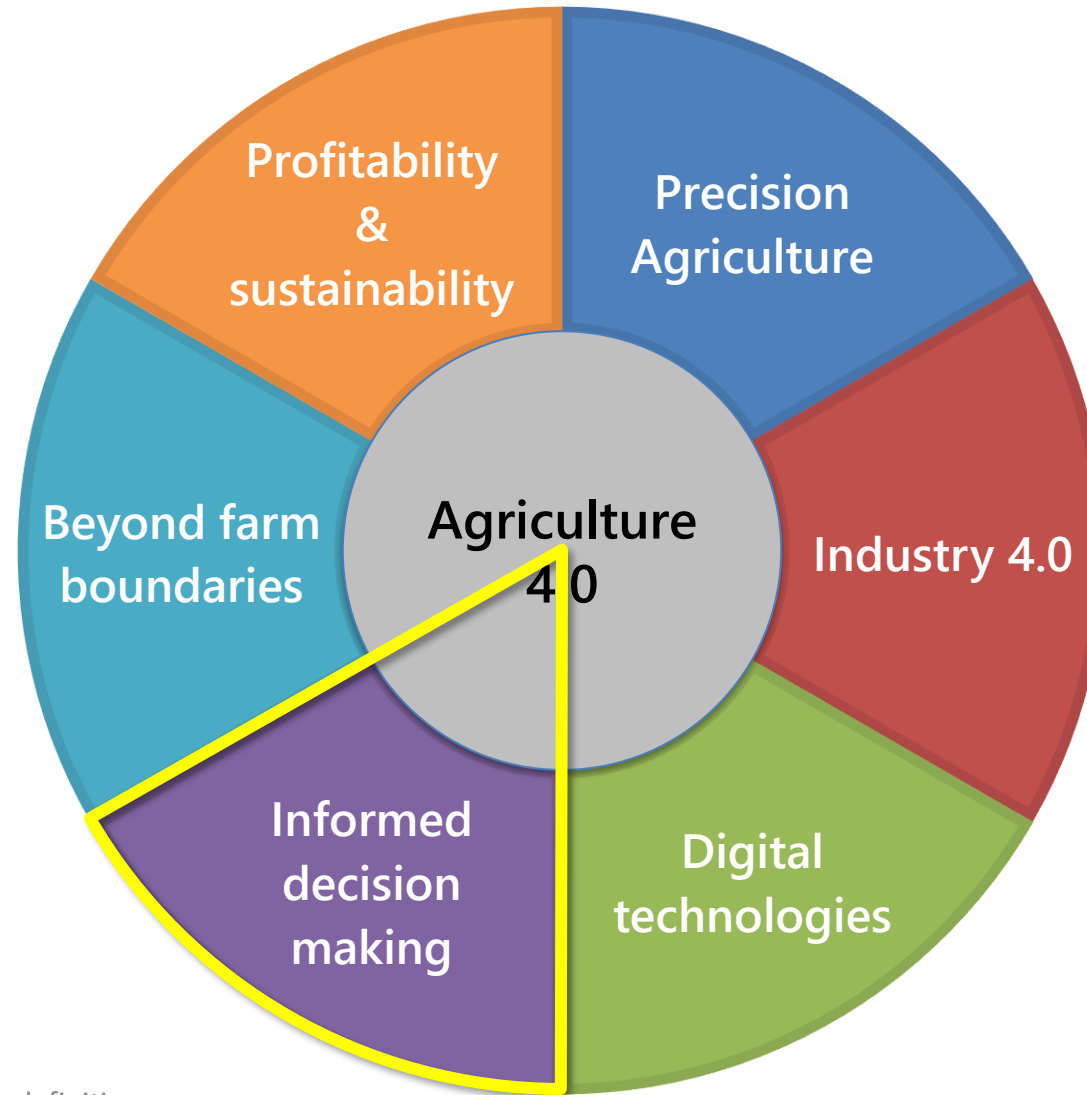 Profitability
&
sustainability
Precision
Agriculture
Beyond farm
boundaries
Agriculture
4.0
Industry 4.0
Informed
decision
making
Digital
technologies